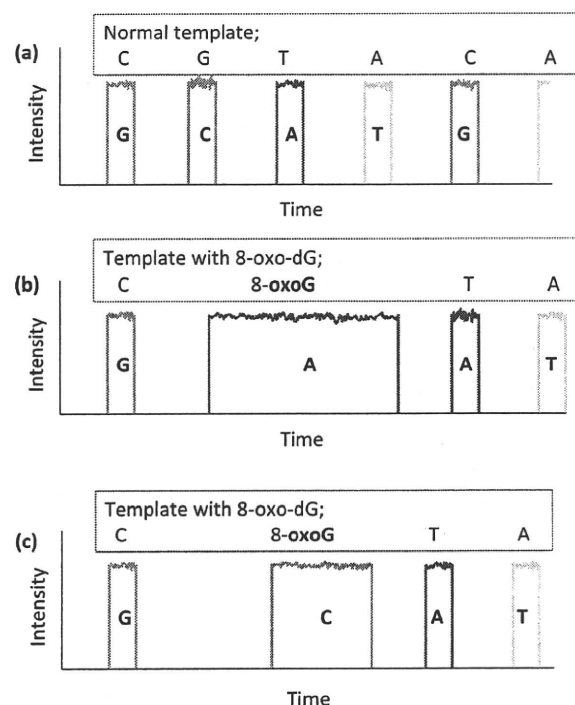 (a)
Normal template;
C G T A C A
Intensity
G C A T G
Time
(b)
Template with 8-oxo-dG;
C 8-oxoG T A
Intensity
G A A T
Time
(c)
Template with 8-oxo-dG;
C 8-oxoG T A
Intensity
G C A T
Time